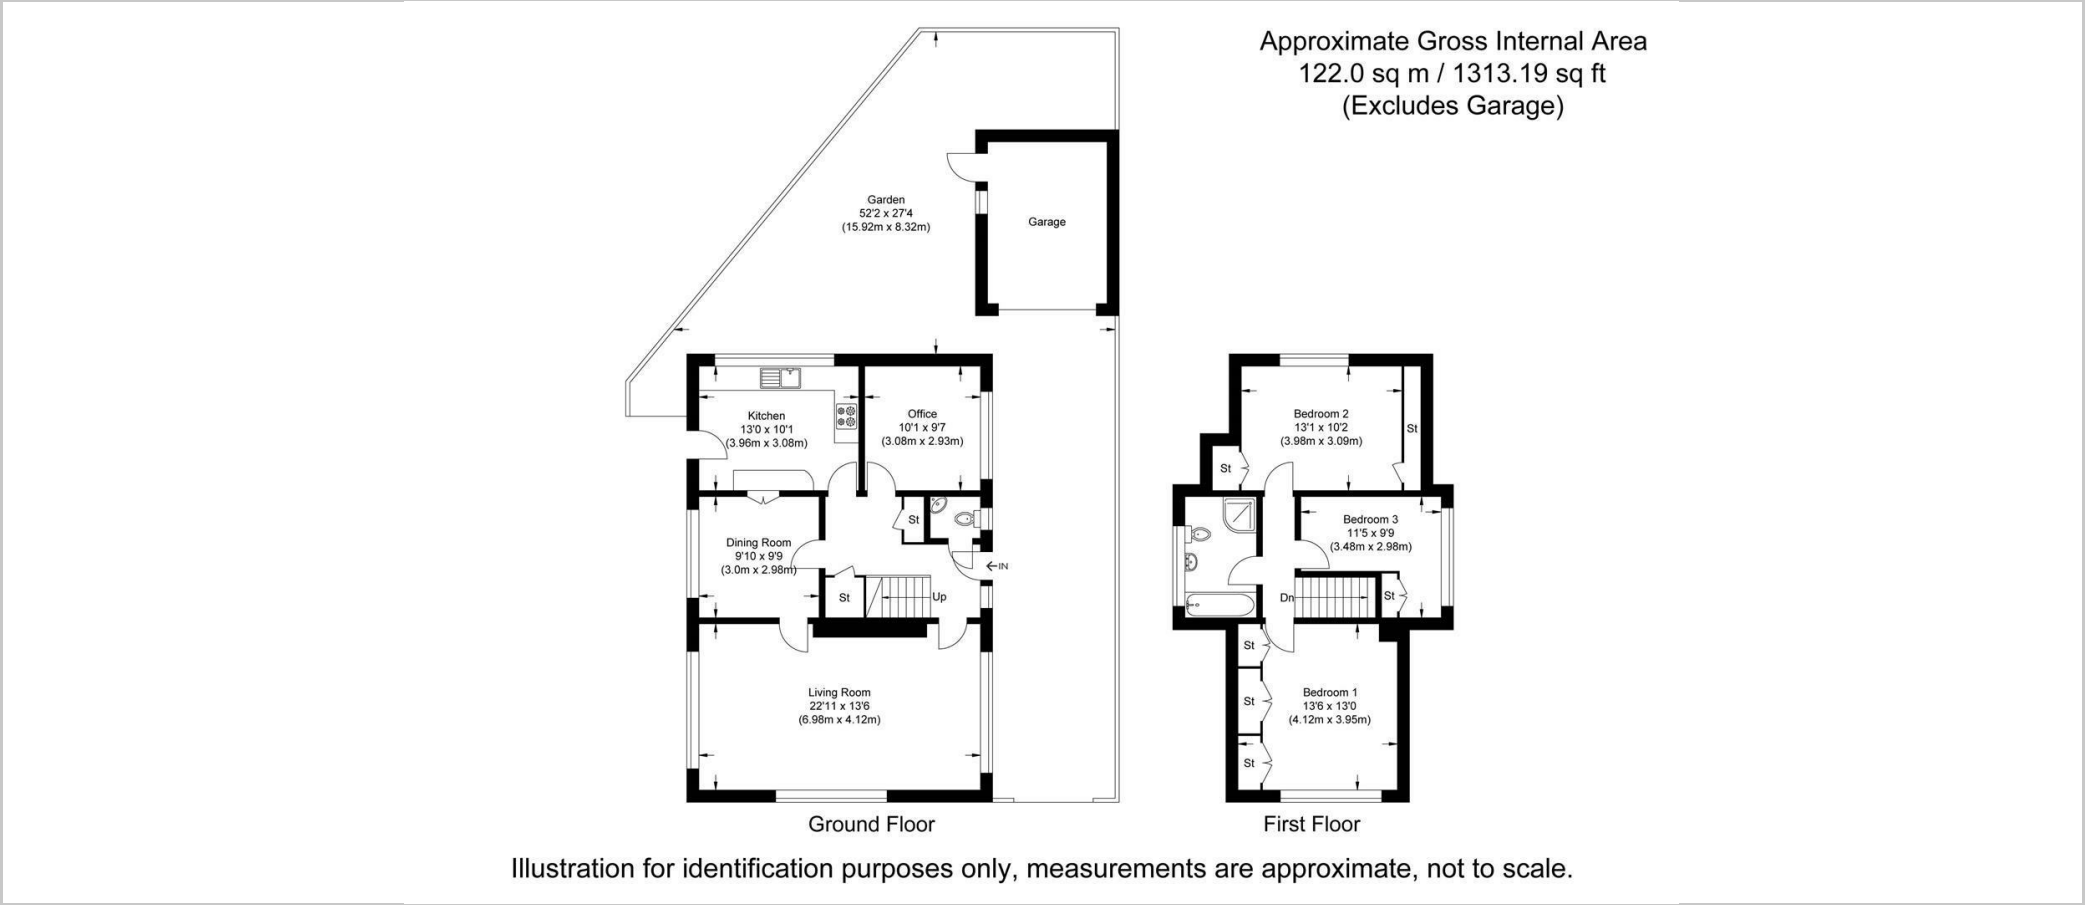 Approximate Gross Internal Area
122.0 sq m / 1313.19 sq ft
(Excludes Garage)
Garden
52'2 x 27'4
(15.92m x 8.32m)
Garage
Kitchen
13'0 x 10'1
(3.96m x 3.08m)
Office
10'1 x 9'7
(3.08m x 2.93m)
St
Dining Room
9'10 x 9'9
(3.0m x 2.98m)
IN
St
Up
Living Room
22'11 x 13'6
(6.98m x 4.12m)
Ground Floor
Bedroom 2
13'1 x 10'2
(3.98m x 3.09m)
St
St
Bedroom 3
11'5 x 9'9
(3.48m x 2.98m)
Dn
St
St
Bedroom 1
13'6 x 13'0
(4.12m x 3.95m)
St
St
First Floor
Illustration for identification purposes only, measurements are approximate, not to scale.